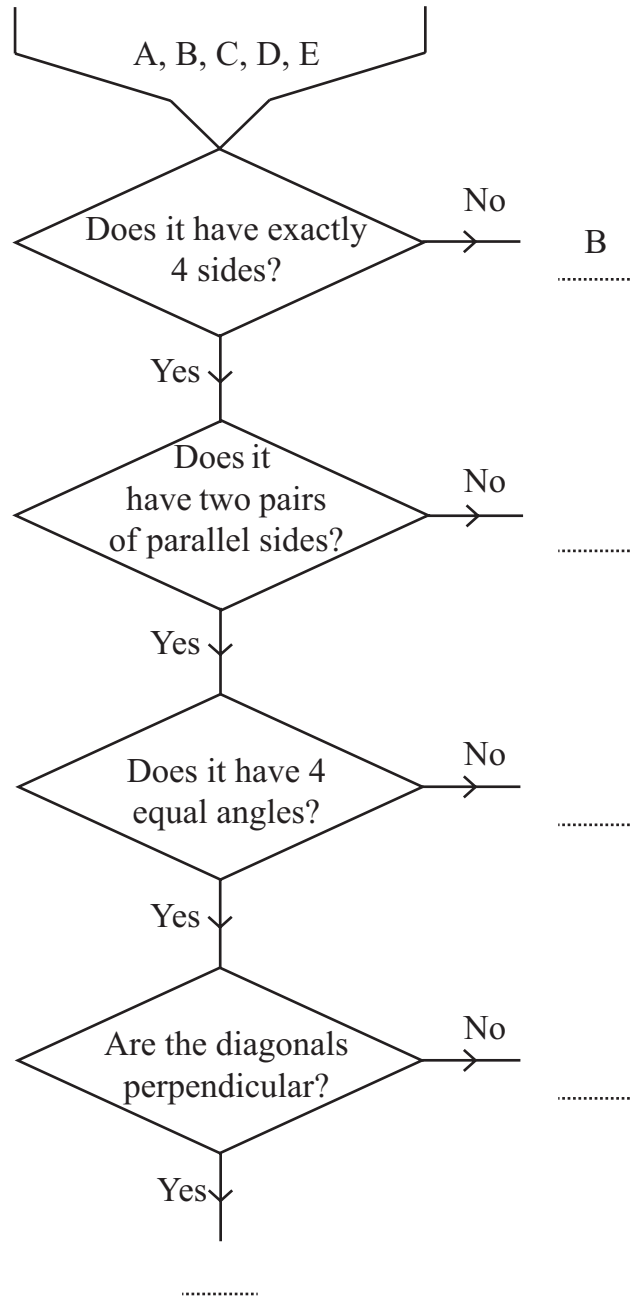 A, B, C, D, E
No
Does it have exactly
4 sides?
B
Yes
Does it
have two pairs
of parallel sides?
No
Yes
No
Does it have 4
equal angles?
Yes
No
Are the diagonals
perpendicular?
Yes